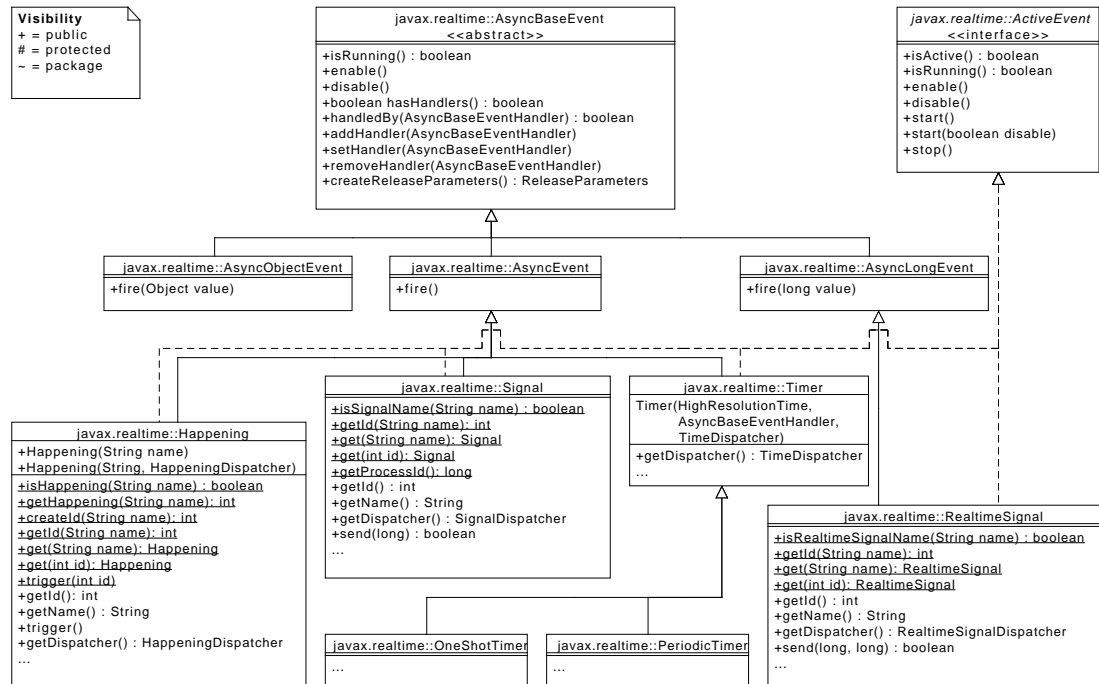 Visibility
+ = public
# = protected
~ = package
javax.realtime::AsyncBaseEvent
<<abstract>>
+isRunning() : boolean
+enable()
+disable()
+boolean hasHandlers() : boolean
+handledBy(AsyncBaseEventHandler) : boolean
+addHandler(AsyncBaseEventHandler)
+setHandler(AsyncBaseEventHandler)
+removeHandler(AsyncBaseEventHandler)
+createReleaseParameters() : ReleaseParameters
javax.realtime::ActiveEvent
<<interface>>
+isActive() : boolean
+isRunning() : boolean
+enable()
+disable()
+start()
+start(boolean disable)
+stop()
javax.realtime::AsyncObjectEvent
+fire(Object value)
javax.realtime::AsyncEvent
+fire()
javax.realtime::AsyncLongEvent
+fire(long value)
javax.realtime::Happening
+Happening(String name)
+Happening(String, HappeningDispatcher)
+isHappening(String name) : boolean
+getHappening(String name): int
+createId(String name): int
+getId(String name): int
+get(String name): Happening
+get(int id): Happening
+trigger(int id)
+getId(): int
+getName() : String
+trigger()
+getDispatcher() : HappeningDispatcher
...
javax.realtime::Signal
+isSignalName(String name) : boolean
+getId(String name): int
+get(String name): Signal
+get(int id): Signal
+getProcessId(): long
+getId() : int
+getName() : String
+getDispatcher() : SignalDispatcher
+send(long) : boolean
...
javax.realtime::Timer
Timer(HighResolutionTime,
AsyncBaseEventHandler,
TimeDispatcher)
+getDispatcher() : TimeDispatcher
...
javax.realtime::RealtimeSignal
+isRealtimeSignalName(String name) : boolean
+getId(String name): int
+get(String name): RealtimeSignal
+get(int id): RealtimeSignal
+getId() : int
+getName() : String
+getDispatcher() : RealtimeSignalDispatcher
+send(long, long) : boolean
...
javax.realtime::OneShotTimer
...
javax.realtime::PeriodicTimer
...